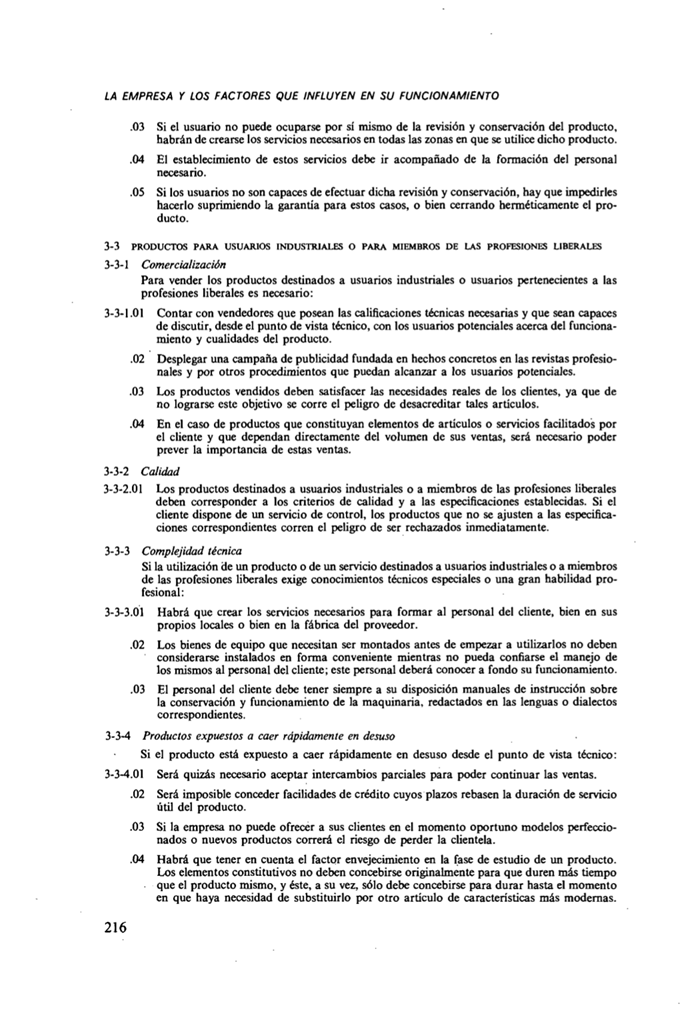 LA EMPRESA Y LOS FACTORES QUE INFLUYEN EN SU FUNCIONAMIENTO
.03 Si el usuario no puede ocuparse por sí mismo de la revisión y conservación del producto,
habrán de crearse los servicios necesarios en todas las zonas en que se utilice dicho producto.
.04 El establecimiento de estos servicios debe ir acompañado de la formación del personal
necesario.
.05 Si los usuarios no son capaces de efectuar dicha revisión y conservación, hay que impedirles
hacerlo suprimiendo la garantía para estos casos, o bien cerrando herméticamente el pro-
ducto.
3-3 PRODUCTOS PARA USUARIOS INDUSTRIALES O PARA MIEMBROS DE LAS PROFESIONES LIBERALES
3-3-1 Comercialización
Para vender los productos destinados a usuarios industriales o usuarios pertenecientes a las
profesiones liberales es necesario:
3-3-1.01 Contar con vendedores que posean las calificaciones técnicas necesarias y que sean capaces
de discutir, desde el punto de vista técnico, con los usuarios potenciales acerca del funciona-
miento y cualidades del producto.
.02 Desplegar una campaña de publicidad fundada en hechos concretos en las revistas profesio-
nales y por otros procedimientos que puedan alcanzar a los usuarios potenciales.
.03 Los productos vendidos deben satisfacer las necesidades reales de los clientes, ya que de
no lograrse este objetivo se corre el peligro de desacreditar tales artículos.
.04 En el caso de productos que constituyan elementos de artículos o servicios facilitados por
el cliente y que dependan directamente del volumen de sus ventas, será necesario poder
prever la importancia de estas ventas.
3-3-2 Calidad
3-3-2.01 Los productos destinados a usuarios industriales o a miembros de las profesiones liberales
deben corresponder a los criterios de calidad y a las especificaciones establecidas. Si el
cliente dispone de un servicio de control, los productos que no se ajusten a las especifica-
ciones correspondientes corren el peligro de ser rechazados inmediatamente.
3-3-3 Complejidad técnica
Si la utilización de un producto o de un servicio destinados a usuarios industriales o a miembros
de las profesiones liberales exige conocimientos técnicos especiales o una gran habilidad pro-
fesional:
3-3-3.01 Habrá que crear los servicios necesarios para formar al personal del cliente, bien en sus
propios locales o bien en la fábrica del proveedor.
.02 Los bienes de equipo que necesitan ser montados antes de empezar a utilizarlos no deben
considerarse instalados en forma conveniente mientras no pueda confiarse el manejo de
los mismos al personal del cliente; este personal deberá conocer a fondo su funcionamiento.
.03 El personal del cliente debe tener siempre a su disposición manuales de instrucción sobre
la conservación y funcionamiento de la maquinaria, redactados en las lenguas o dialectos
correspondientes.
3-3-4 Productos expuestos a caer rápidamente en desuso
Si el producto está expuesto a caer rápidamente en desuso desde el punto de vista técnico:
3-3-4.01 Será quizás necesario aceptar intercambios parciales para poder continuar las ventas.
.02 Será imposible conceder facilidades de crédito cuyos plazos rebasen la duración de servicio
útil del producto.
.03 Si la empresa no puede ofrecer a sus clientes en el momento oportuno modelos perfeccio-
nados o nuevos productos correrá el riesgo de perder la clientela.
.04 Habrá que tener en cuenta el factor envejecimiento en la fase de estudio de un producto.
Los elementos constitutivos no deben concebirse originalmente para que duren más tiempo
que el producto mismo, y éste, a su vez, sólo debe concebirse para durar hasta el momento
en que haya necesidad de substituirlo por otro artículo de características más modernas.
216